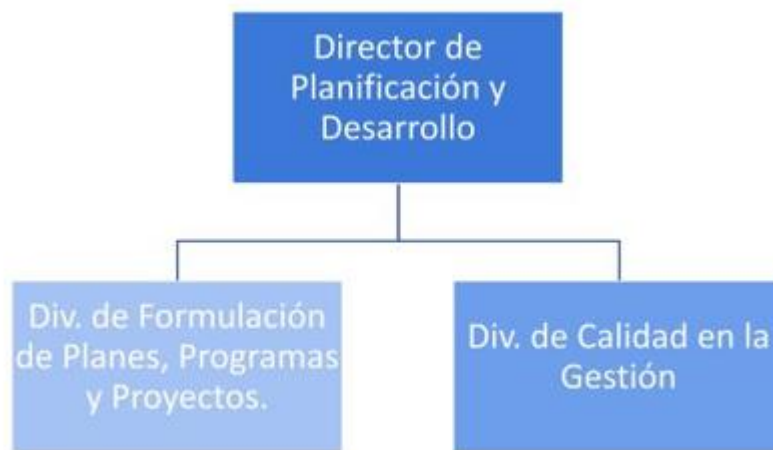 Director de
Planificación y
Desarrollo
Div. de Formulación
de Planes, Programas
y Proyectos.
Div. de Calidad en la
Gestión